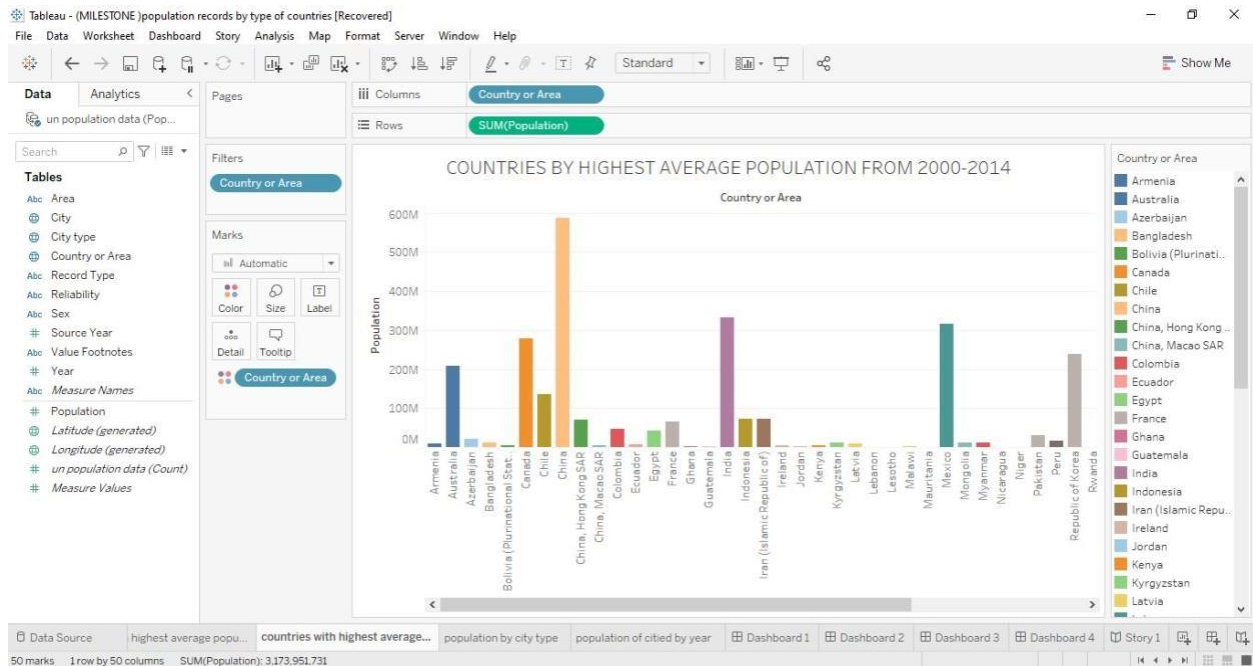 Tableau - (MILESTONE )population records by type of countries [Recovered]
File Data Worksheet Dashboard Story Analysis Map Format Server Window Help
Standard
Show Me
Data Analytics
un population data (Pop...
Search
Tables
Abc Area
City
City type
Country or Area
Abc Record Type
Abc Reliability
Abc Sex
# Source Year
Abc Value Footnotes
# Year
Abc Measure Names
# Population
Latitude (generated)
Longitude (generated)
# un population data (Count)
# Measure Values
Pages
Filters
Country or Area
Marks
Automatic
Color Size Label
Detail Tooltip
Country or Area
Columns Country or Area
Rows SUM(Population)
COUNTRIES BY HIGHEST AVERAGE POPULATION FROM 2000-2014
Country or Area
Population
600M
500M
400M
300M
200M
100M
0M
Armenia
Australia
Azerbaijan
Bangladesh
Bolivia (Plurinational Stat..
Canada
Chile
China
China, Hong Kong SAR
China, Macao SAR
Colombia
Ecuador
Egypt
France
Ghana
Guatemala
India
Indonesia
Iran (Islamic Republic of)
Ireland
Jordan
Kenya
Kyrgyzstan
Latvia
Lebanon
Lesotho
Malawi
Mauritania
Mexico
Mongolia
Myanmar
Nicaragua
Niger
Pakistan
Peru
Republic of Korea
Rwanda
Country or Area
Armenia
Australia
Azerbaijan
Bangladesh
Bolivia (Plurinati..
Canada
Chile
China
China, Hong Kong ..
China, Macao SAR
Colombia
Ecuador
Egypt
France
Ghana
Guatemala
India
Indonesia
Iran (Islamic Repu..
Ireland
Jordan
Kenya
Kyrgyzstan
Latvia
Data Source highest average popu... countries with highest average... population by city type population of citied by year Dashboard 1 Dashboard 2 Dashboard 3 Dashboard 4 Story 1
50 marks 1 row by 50 columns SUM(Population): 3,173,951,731